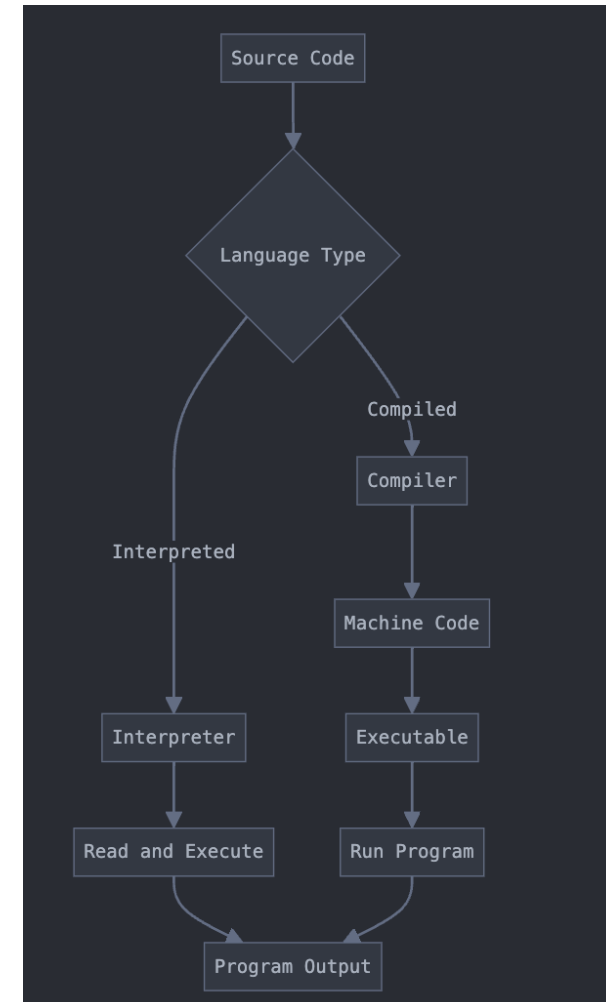 Source Code
Language Type
Compiled
Compiler
Interpreted
Machine Code
Interpreter
Executable
Read and Execute
Run Program
Program Output